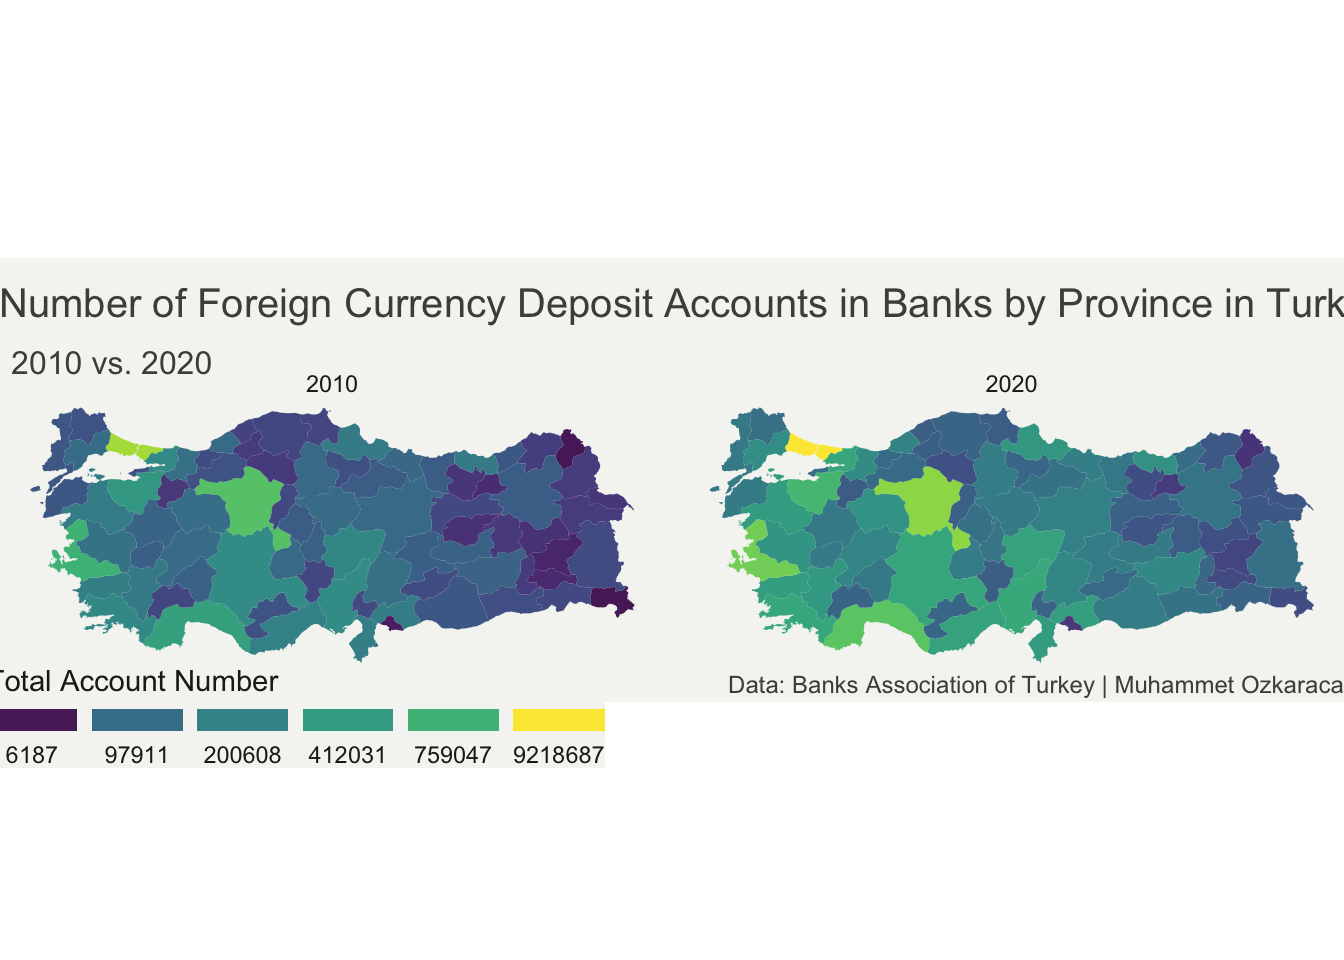 Number of Foreign Currency Deposit Accounts in Banks by Province in Turk
2010 vs. 2020
2010
2020
Total Account Number
6187 97911 200608 412031 759047 9218687
Data: Banks Association of Turkey | Muhammet Ozkaraca